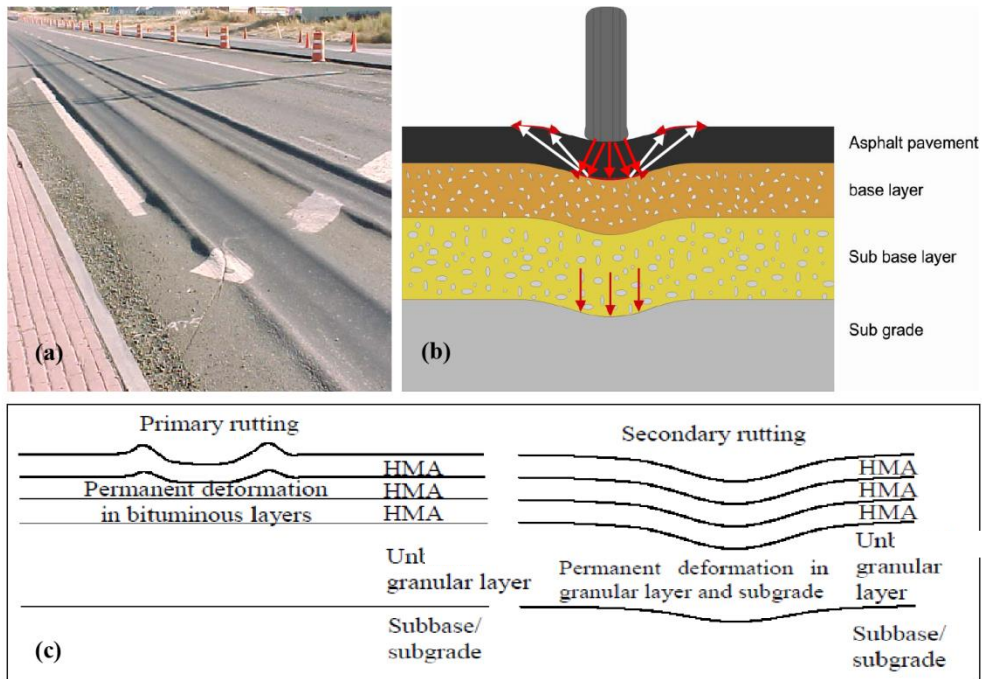 (a)
Asphalt pavement
base layer
Sub base layer
Sub grade
(b)
Primary rutting
HMA
Permanent deformation
HMA
in bituminous layers
HMA
Unb
granular layer
Subbase/
subgrade
(c)
Secondary rutting
HMA
HMA
HMA
Unb
Permanent deformation in
granular
granular layer and subgrade
layer
Subbase/
subgrade